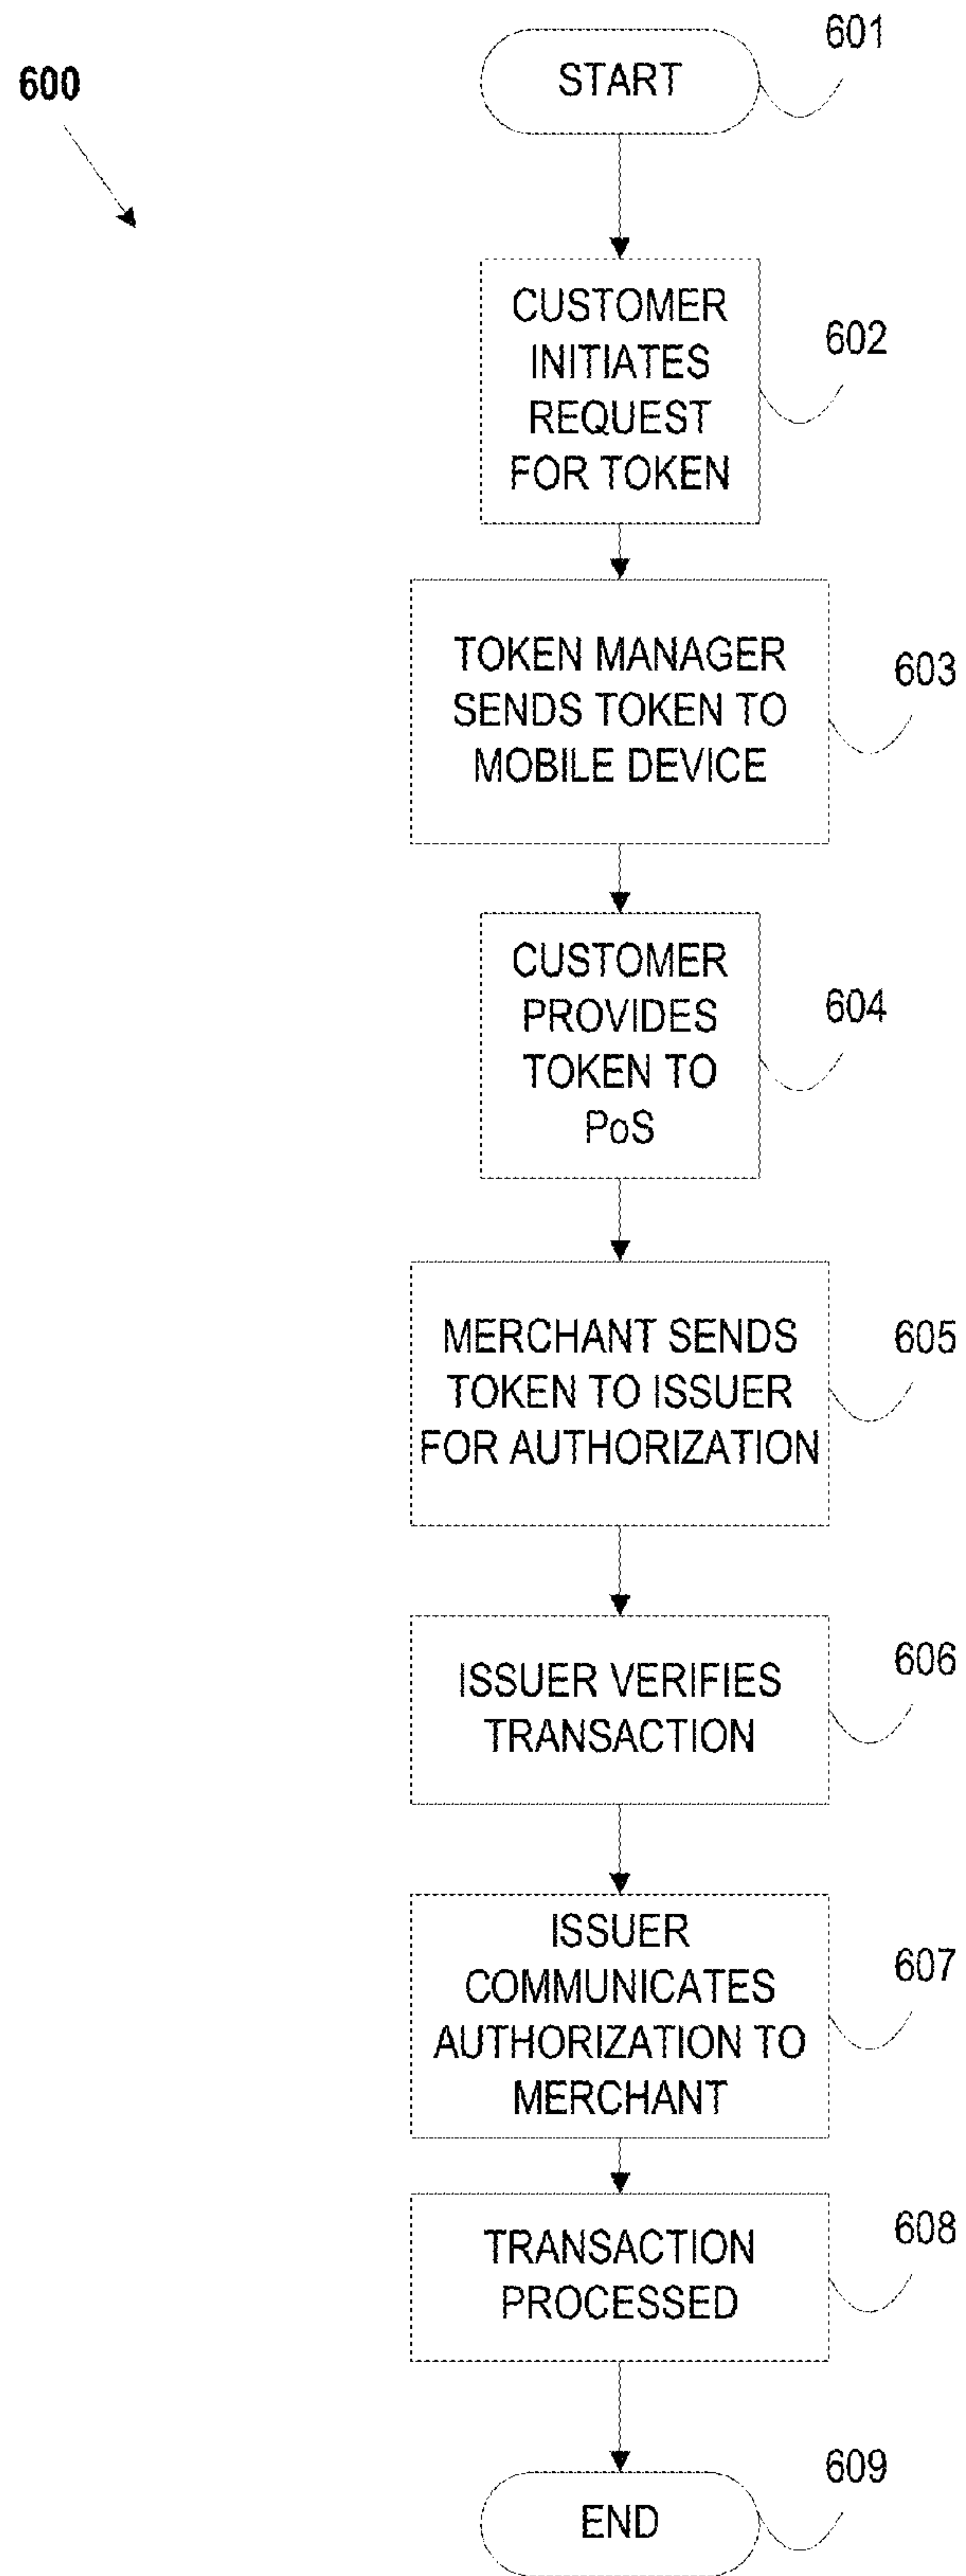 600
START
601
CUSTOMER
INITIATES
REQUEST
FOR TOKEN
602
TOKEN MANAGER
SENDS TOKEN TO
MOBILE DEVICE
603
CUSTOMER
PROVIDES
TOKEN TO
PoS
604
MERCHANT SENDS
TOKEN TO ISSUER
FOR AUTHORIZATION
605
ISSUER VERIFIES
TRANSACTION
606
ISSUER
COMMUNICATES
AUTHORIZATION TO
MERCHANT
607
TRANSACTION
PROCESSED
608
END
609